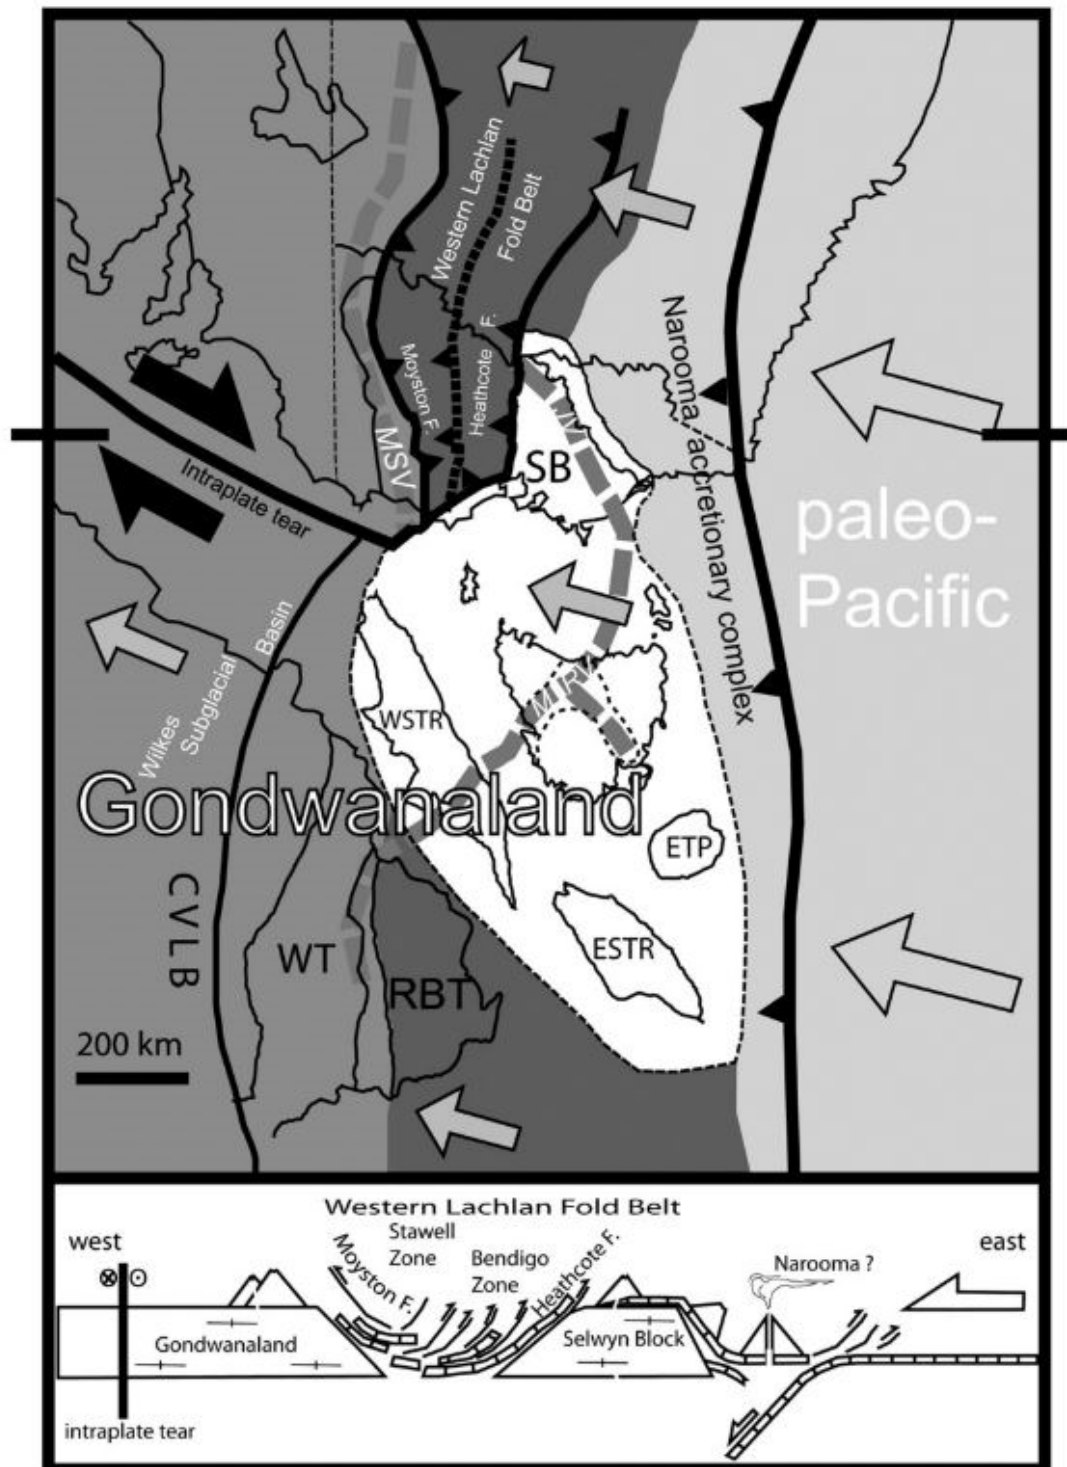 Western Lachlan
Fold Belt
Moyston F.
Heathcote F.
Narooma accretionary complex
MSV
JV
SB
Intraplate tear
paleo-
Pacific
Wilkes
Subglacial
Basin
WSTR
MRV
Gondwanaland
ETP
CVLB
WT
RBT
ESTR
200 km
Western Lachlan Fold Belt
west
Moyston F.
Stawell
Zone
Bendigo
Zone
Heathcote F.
Narooma ?
east
Gondwanaland
Selwyn Block
intraplate tear